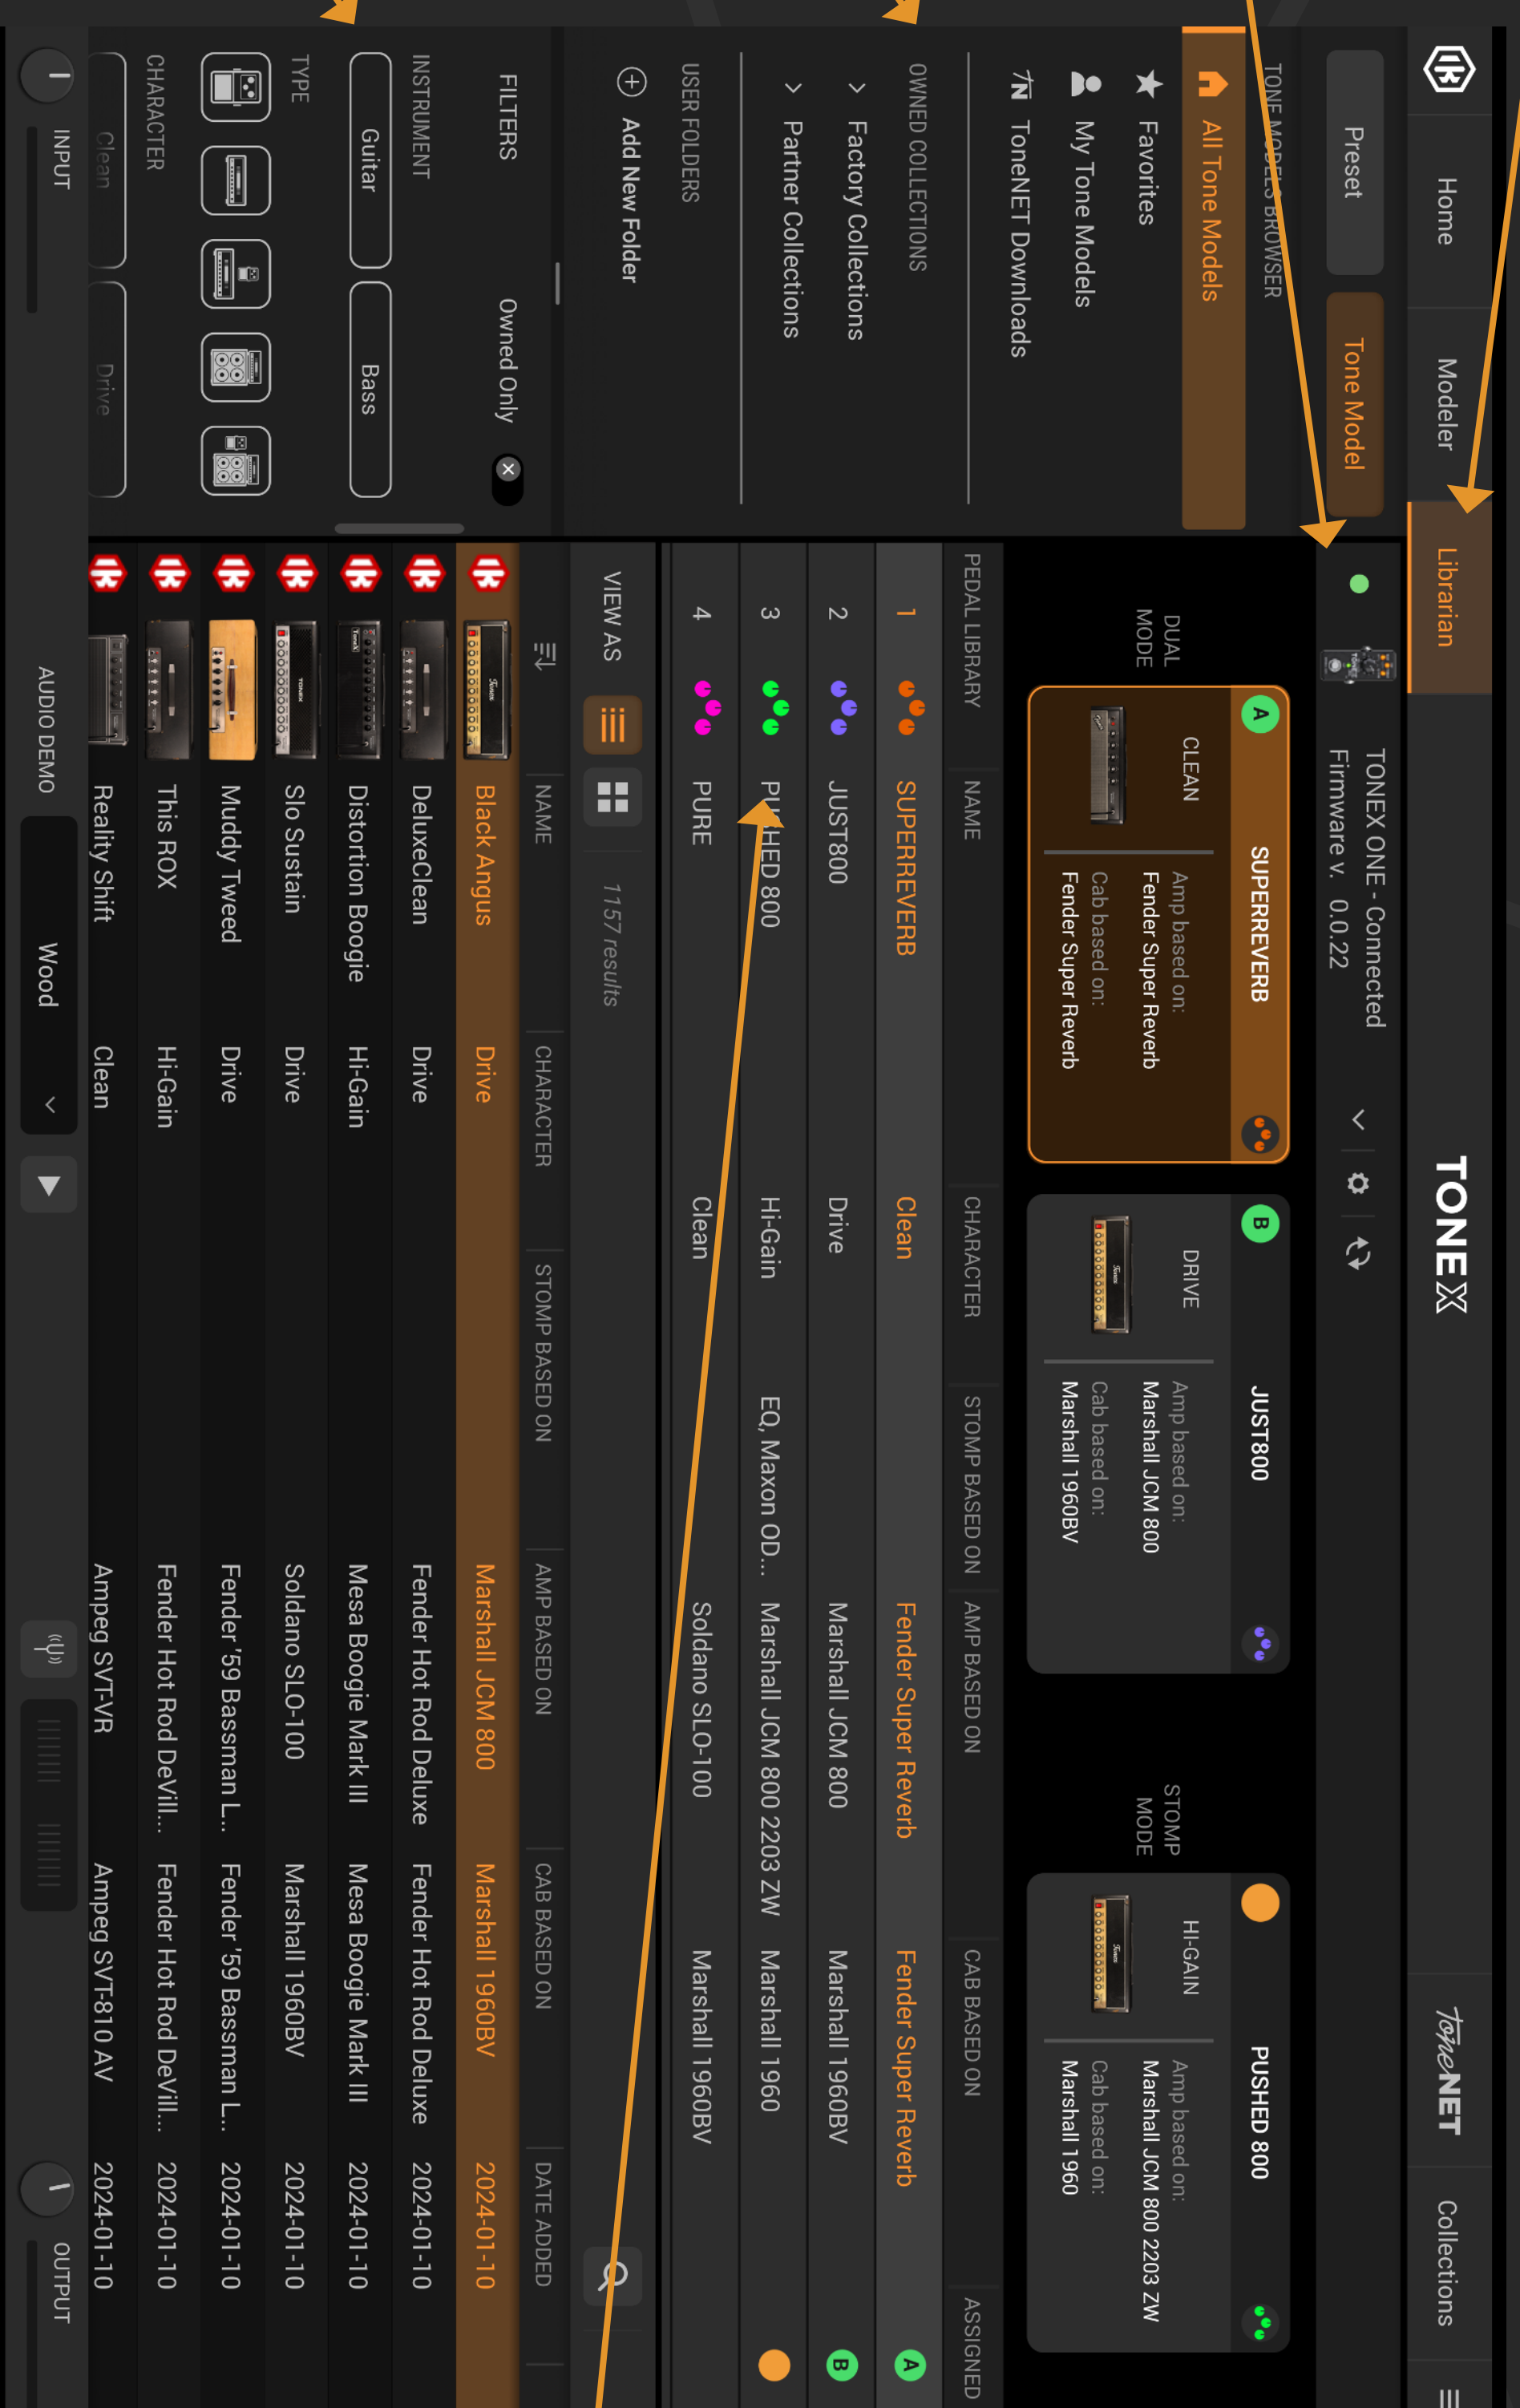 Home
Modeler
Librarian
TONEX
ToneNET
Collections
Preset
Tone Model
TONE MODELS BROWSER
All Tone Models
Favorites
My Tone Models
ToneNET Downloads
OWNED COLLECTIONS
Factory Collections
Partner Collections
USER FOLDERS
Add New Folder
FILTERS
Owned Only
INSTRUMENT
Guitar
Bass
TYPE
CHARACTER
Clean
Drive
TONEX ONE - Connected
Firmware v. 0.0.22
DUAL
MODE
A
SUPERREVERB
CLEAN
Amp based on:
Fender Super Reverb
Cab based on:
Fender Super Reverb
B
JUST800
DRIVE
Amp based on:
Marshall JCM 800
Cab based on:
Marshall 1960BV
STOMP
MODE
PUSHED 800
HI-GAIN
Amp based on:
Marshall JCM 800 2203 ZW
Cab based on:
Marshall 1960
PEDAL LIBRARY NAME CHARACTER STOMP BASED ON AMP BASED ON CAB BASED ON ASSIGNED
1 SUPERREVERB Clean Fender Super Reverb Fender Super Reverb A
2 JUST800 Drive Marshall JCM 800 Marshall 1960BV B
3 PUSHED 800 Hi-Gain EQ, Maxon OD... Marshall JCM 800 2203 ZW Marshall 1960
4 PURE Clean Soldano SLO-100 Marshall 1960BV
VIEW AS
1157 results
NAME CHARACTER STOMP BASED ON AMP BASED ON CAB BASED ON DATE ADDED
Black Angus Drive Marshall JCM 800 Marshall 1960BV 2024-01-10
DeluxeClean Drive Fender Hot Rod Deluxe Fender Hot Rod Deluxe 2024-01-10
Distortion Boogie Hi-Gain Mesa Boogie Mark III Mesa Boogie Mark III 2024-01-10
Slo Sustain Drive Soldano SLO-100 Marshall 1960BV 2024-01-10
Muddy Tweed Drive Fender '59 Bassman L... Fender '59 Bassman L... 2024-01-10
This ROX Hi-Gain Fender Hot Rod DeVill... Fender Hot Rod DeVill... 2024-01-10
Reality Shift Clean Ampeg SVT-VR Ampeg SVT-810 AV 2024-01-10
INPUT
AUDIO DEMO
Wood
OUTPUT